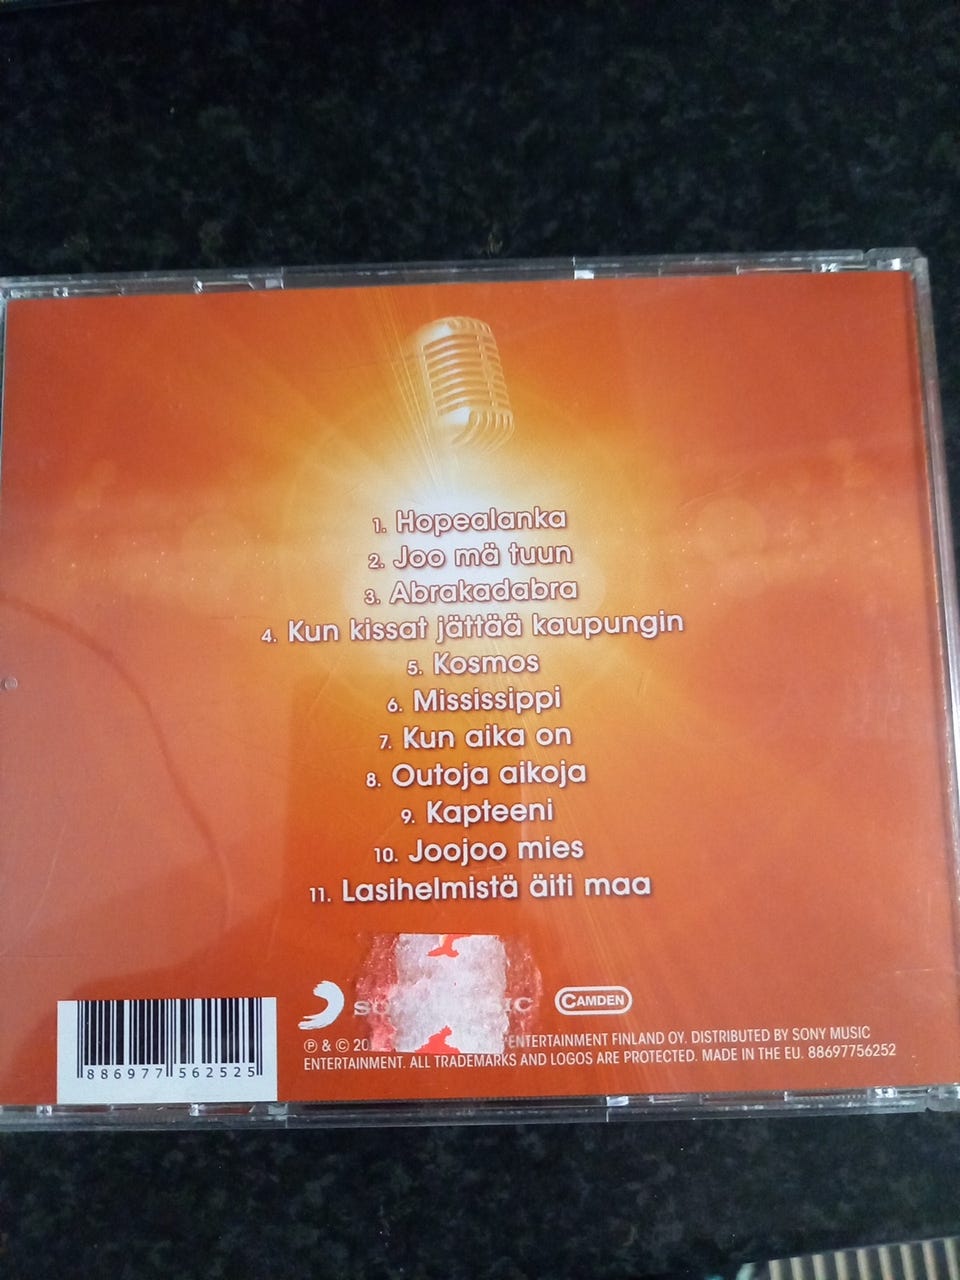 1. Hopealanka
2. Joo mä tuun
3. Abrakadabra
4. Kun kissat jättää kaupungin
5. Kosmos
6. Mississippi
7. Kun aika on
8. Outoja aikoja
9. Kapteeni
10. Joojoo mies
11. Lasihelmistä äiti maa
MUSIC CAMDEN
℗ & © ENTERTAINMENT FINLAND OY. DISTRIBUTED BY SONY MUSIC
ENTERTAINMENT. ALL TRADEMARKS AND LOGOS ARE PROTECTED. MADE IN THE EU. 88697756252
886977562525